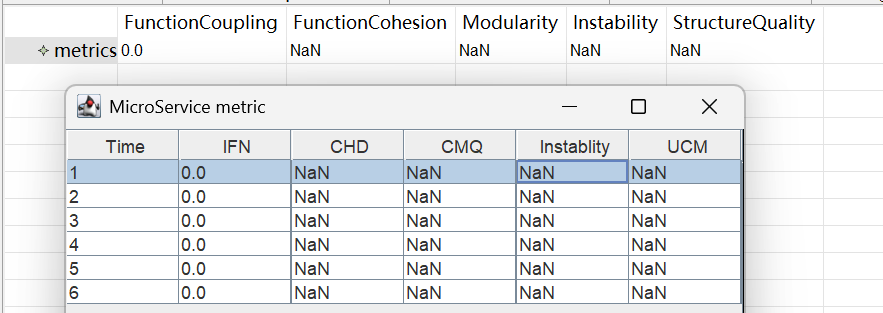 FunctionCoupling FunctionCohesion Modularity Instability StructureQuality
metrics 0.0 NaN NaN NaN NaN
MicroService metric
Time IFN CHD CMQ Instablity UCM
1 0.0 NaN NaN NaN NaN
2 0.0 NaN NaN NaN NaN
3 0.0 NaN NaN NaN NaN
4 0.0 NaN NaN NaN NaN
5 0.0 NaN NaN NaN NaN
6 0.0 NaN NaN NaN NaN